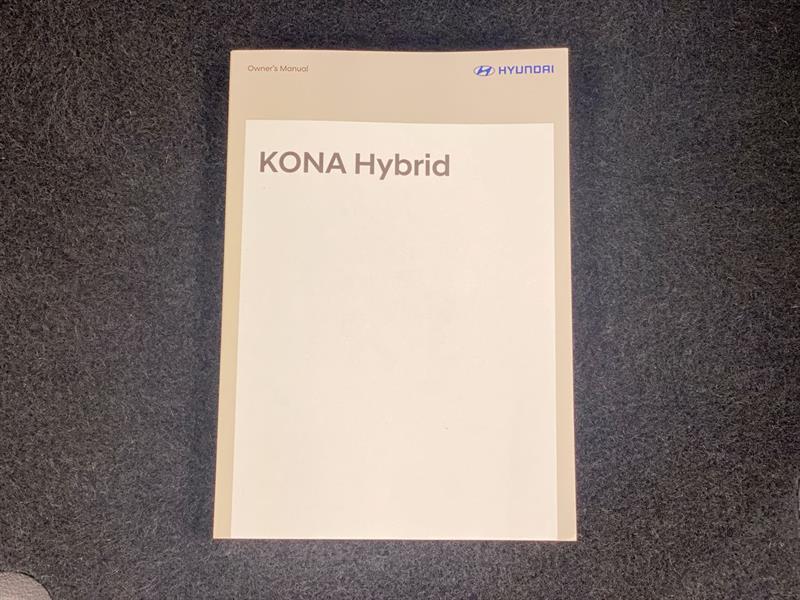 Owner's Manual
HYUNDAI
KONA Hybrid